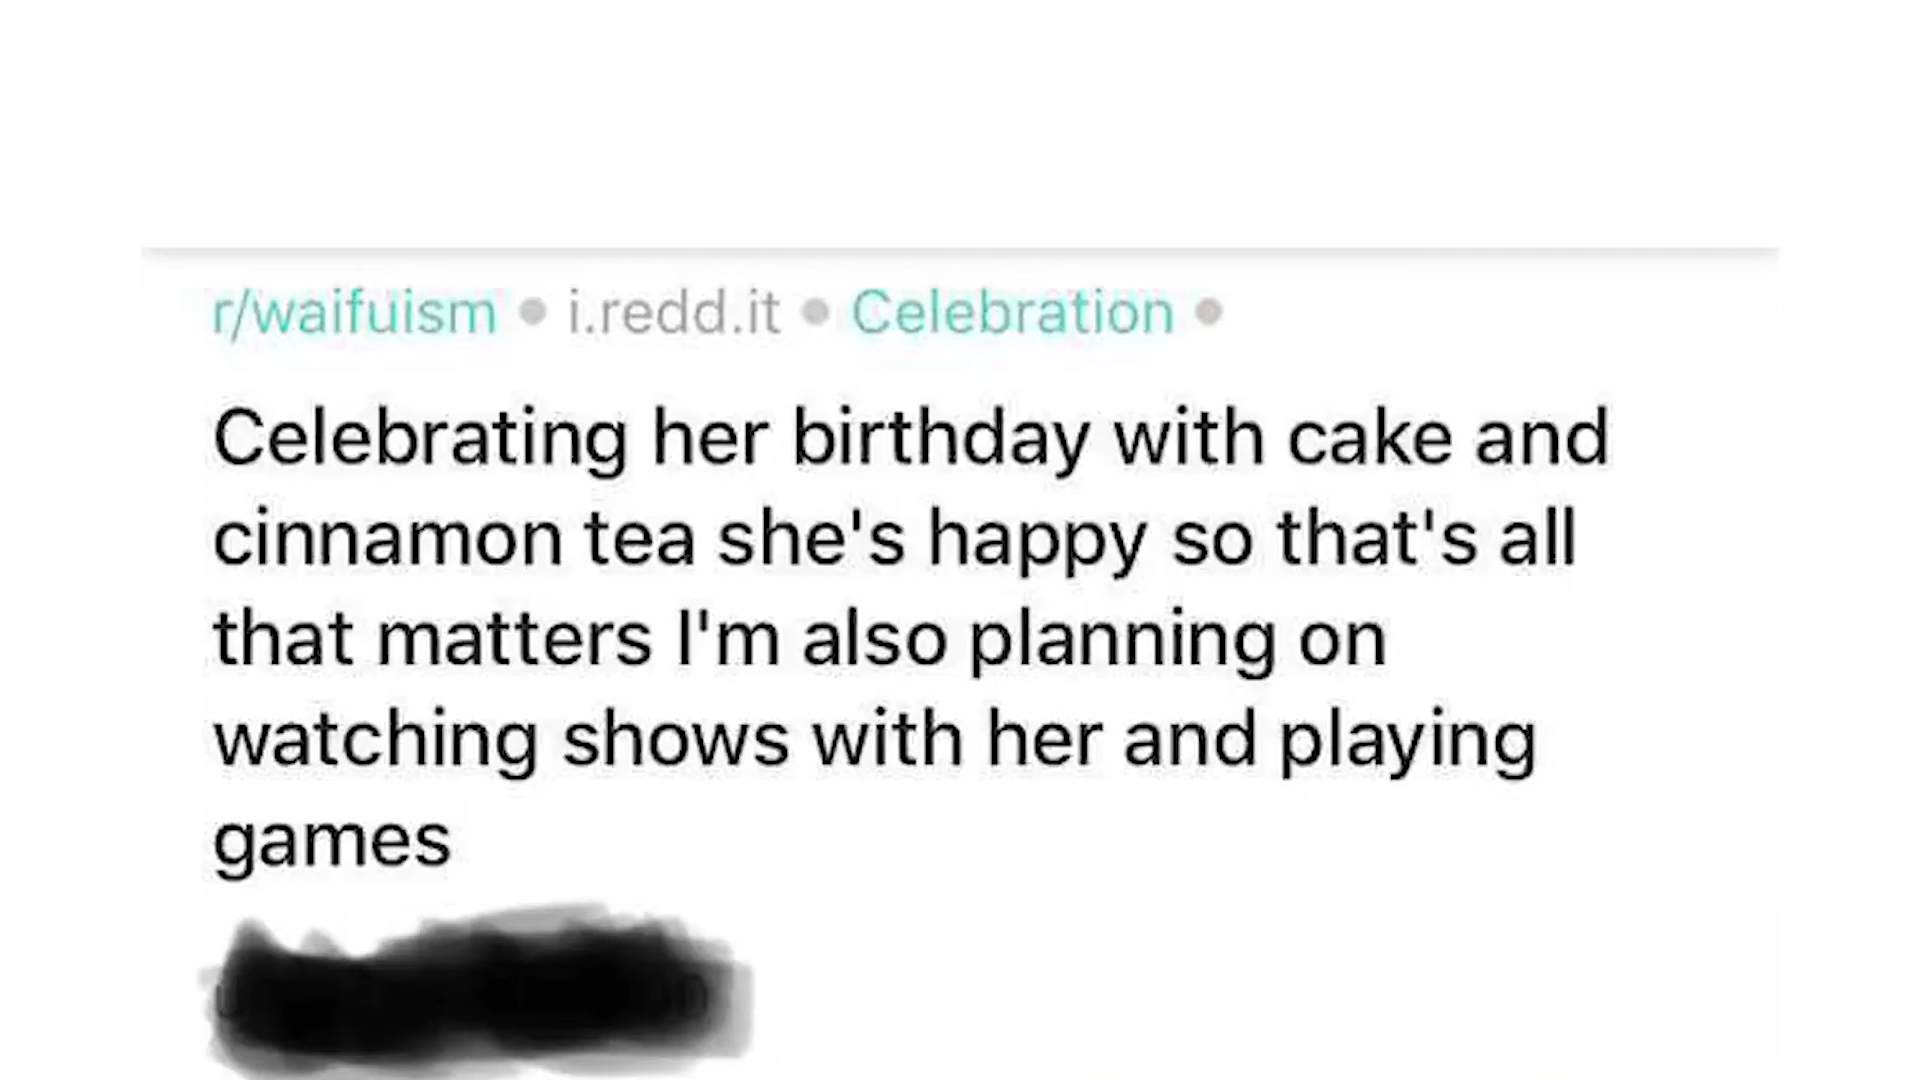 r/waifuism • i.redd.it • Celebration •
Celebrating her birthday with cake and
cinnamon tea she's happy so that's all
that matters I'm also planning on
watching shows with her and playing
games